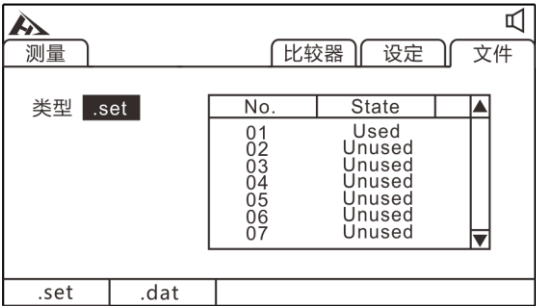 测量 比较器 设定 文件
类型 .set
No. State
01 Used
02 Unused
03 Unused
04 Unused
05 Unused
06 Unused
07 Unused
.set .dat